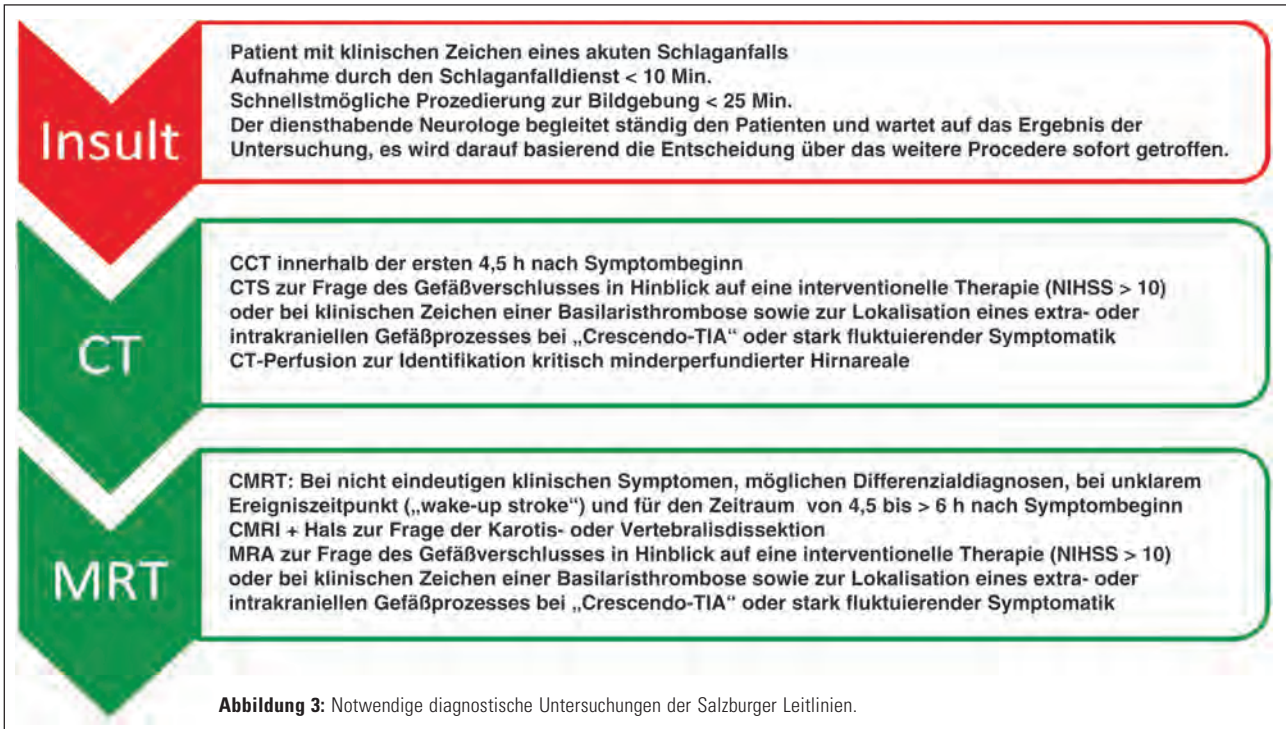 Insult
Patient mit klinischen Zeichen eines akuten Schlaganfalls
Aufnahme durch den Schlaganfalldienst < 10 Min.
Schnellstmögliche Prozedierung zur Bildgebung < 25 Min.
Der diensthabende Neurologe begleitet ständig den Patienten und wartet auf das Ergebnis der
Untersuchung, es wird darauf basierend die Entscheidung über das weitere Procedere sofort getroffen.
CT
CCT innerhalb der ersten 4,5 h nach Symptombeginn
CTS zur Frage des Gefäßverschlusses in Hinblick auf eine interventionelle Therapie (NIHSS > 10)
oder bei klinischen Zeichen einer Basilaristhrombose sowie zur Lokalisation eines extra- oder
intrakraniellen Gefäßprozesses bei „Crescendo-TIA“ oder stark fluktuierender Symptomatik
CT-Perfusion zur Identifikation kritisch minderperfundierter Hirnareale
MRT
CMRT: Bei nicht eindeutigen klinischen Symptomen, möglichen Differenzialdiagnosen, bei unklarem
Ereigniszeitpunkt („wake-up stroke“) und für den Zeitraum von 4,5 bis > 6 h nach Symptombeginn
CMRI + Hals zur Frage der Karotis- oder Vertebralisdissektion
MRA zur Frage des Gefäßverschlusses in Hinblick auf eine interventionelle Therapie (NIHSS > 10)
oder bei klinischen Zeichen einer Basilaristhrombose sowie zur Lokalisation eines extra- oder
intrakraniellen Gefäßprozesses bei „Crescendo-TIA“ oder stark fluktuierender Symptomatik
Abbildung 3: Notwendige diagnostische Untersuchungen der Salzburger Leitlinien.